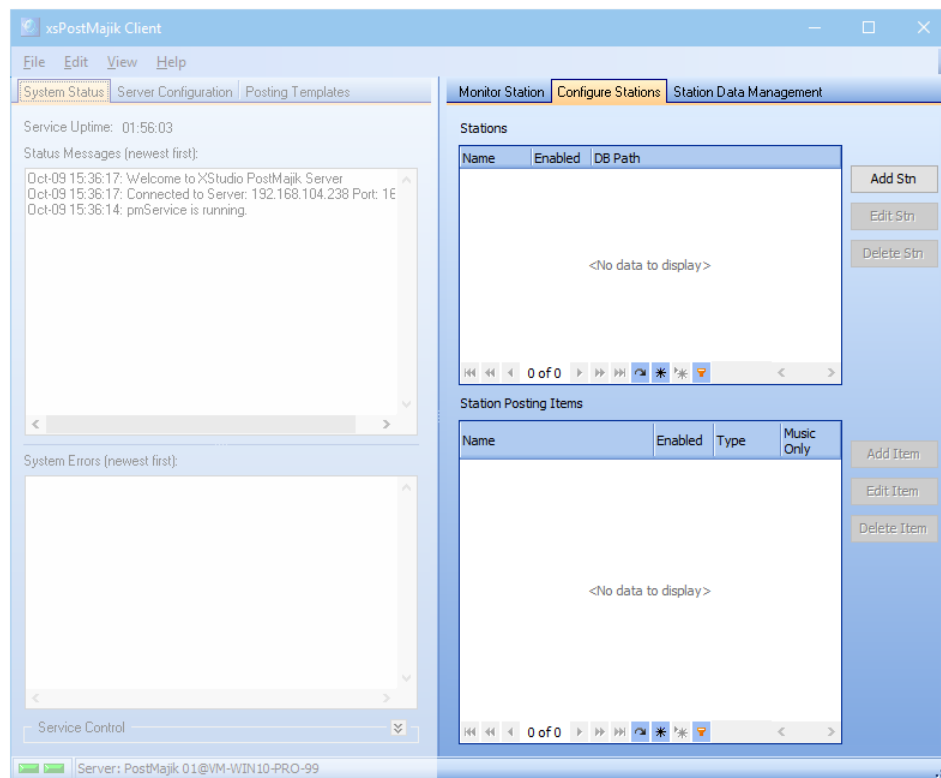 xsPostMajik Client
File Edit View Help
System Status Server Configuration Posting Templates
Service Uptime: 01:56:03
Status Messages (newest first):
Oct-09 15:36:17: Welcome to XStudio PostMajik Server
Oct-09 15:36:17: Connected to Server: 192.168.104.238 Port: 16
Oct-09 15:36:14: pmService is running.
System Errors (newest first):
Service Control
Monitor Station Configure Stations Station Data Management
Stations
Name Enabled DB Path
<No data to display>
0 of 0
Add Stn
Edit Stn
Delete Stn
Station Posting Items
Name Enabled Type Music Only
<No data to display>
0 of 0
Add Item
Edit Item
Delete Item
Server: PostMajik 01@VM-WIN10-PRO-99